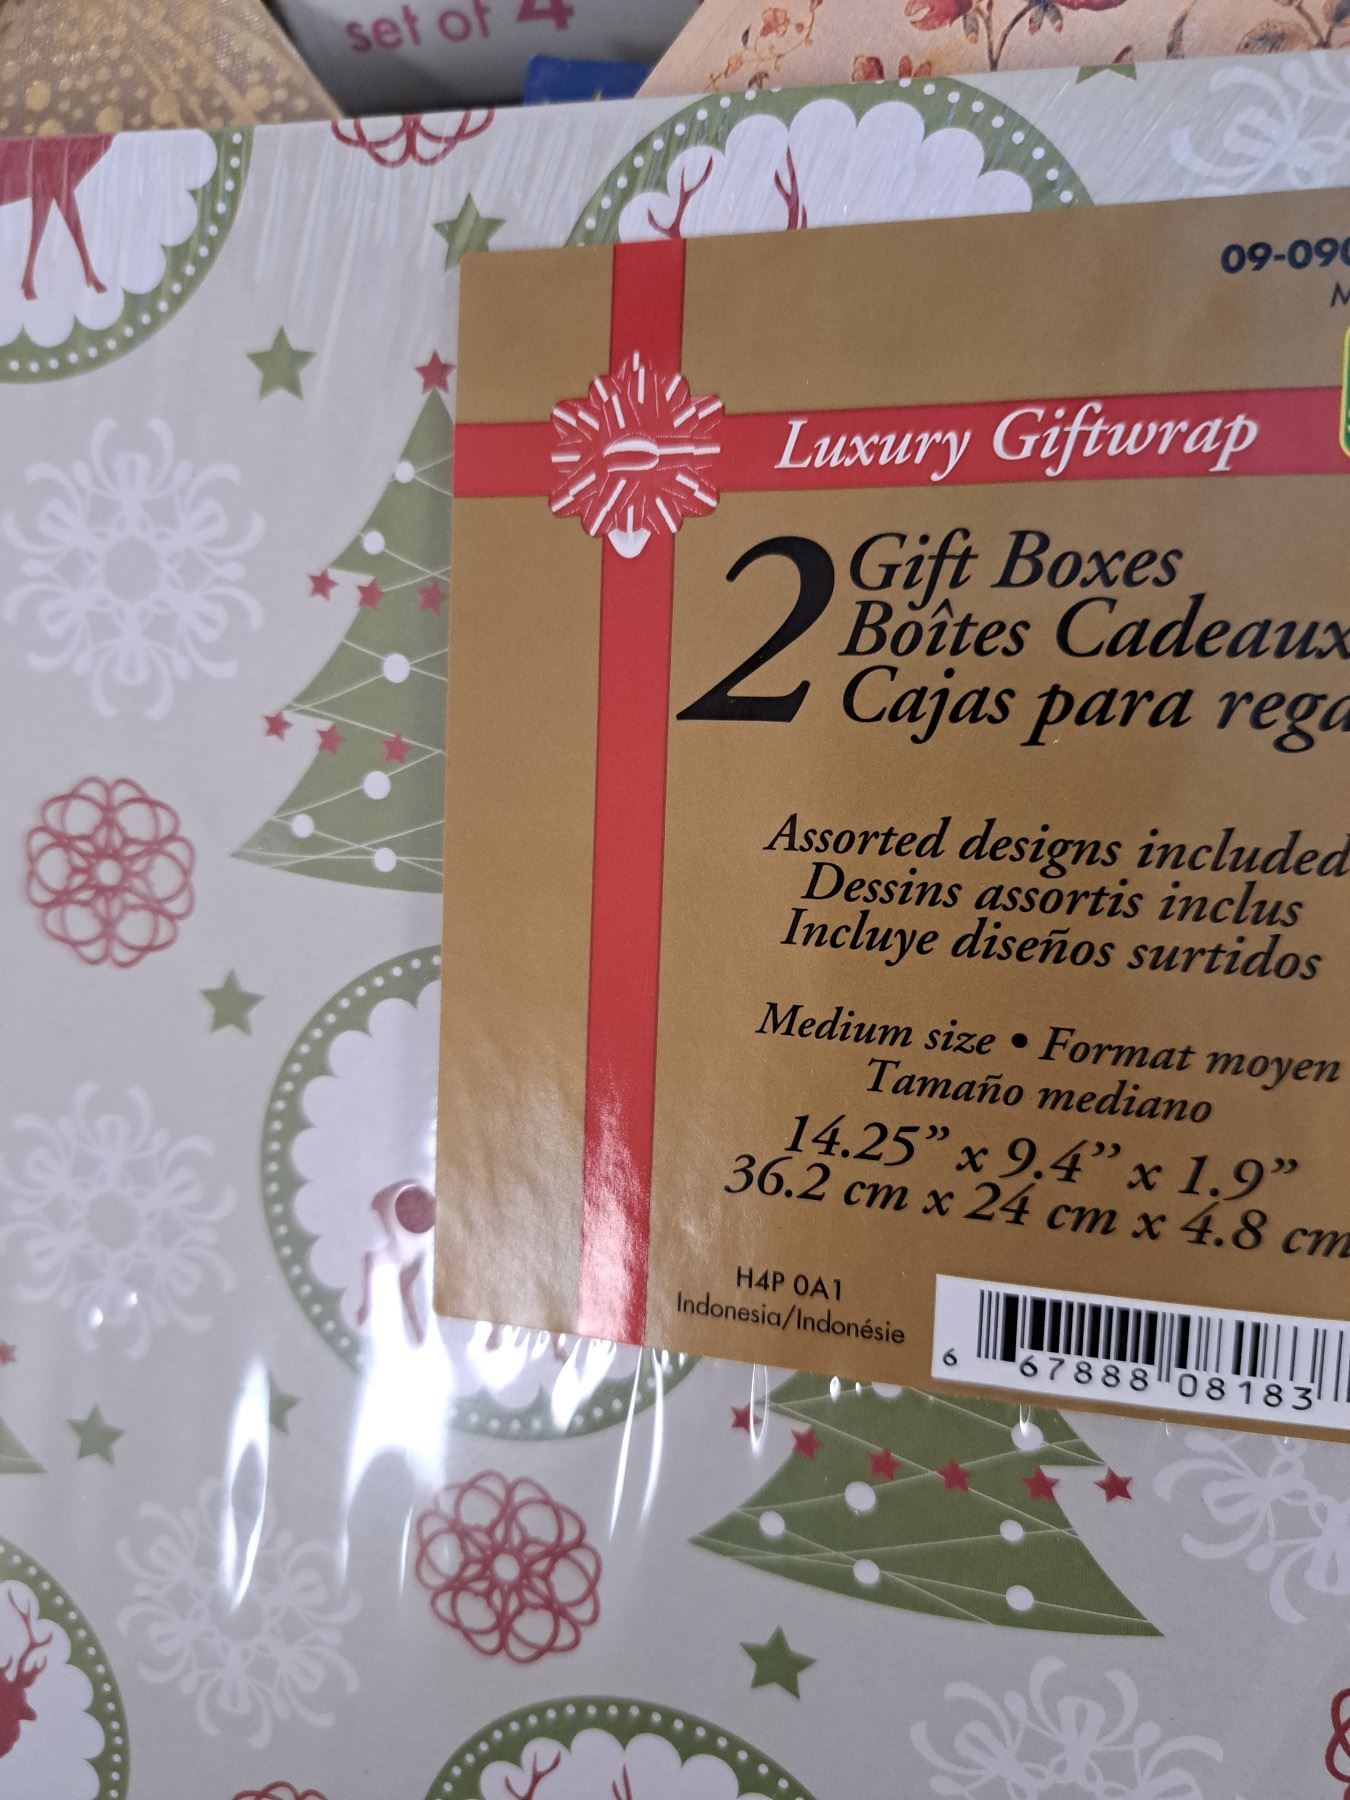 set of 4
09-090
Luxury Giftwrap
2 Gift Boxes
Boîtes Cadeaux
Cajas para rega
Assorted designs included
Dessins assortis inclus
Incluye diseños surtidos
Medium size • Format moyen
Tamaño mediano
14.25” x 9.4” x 1.9”
36.2 cm x 24 cm x 4.8 cm
H4P 0A1
Indonesia/Indonésie
6 67888 08183